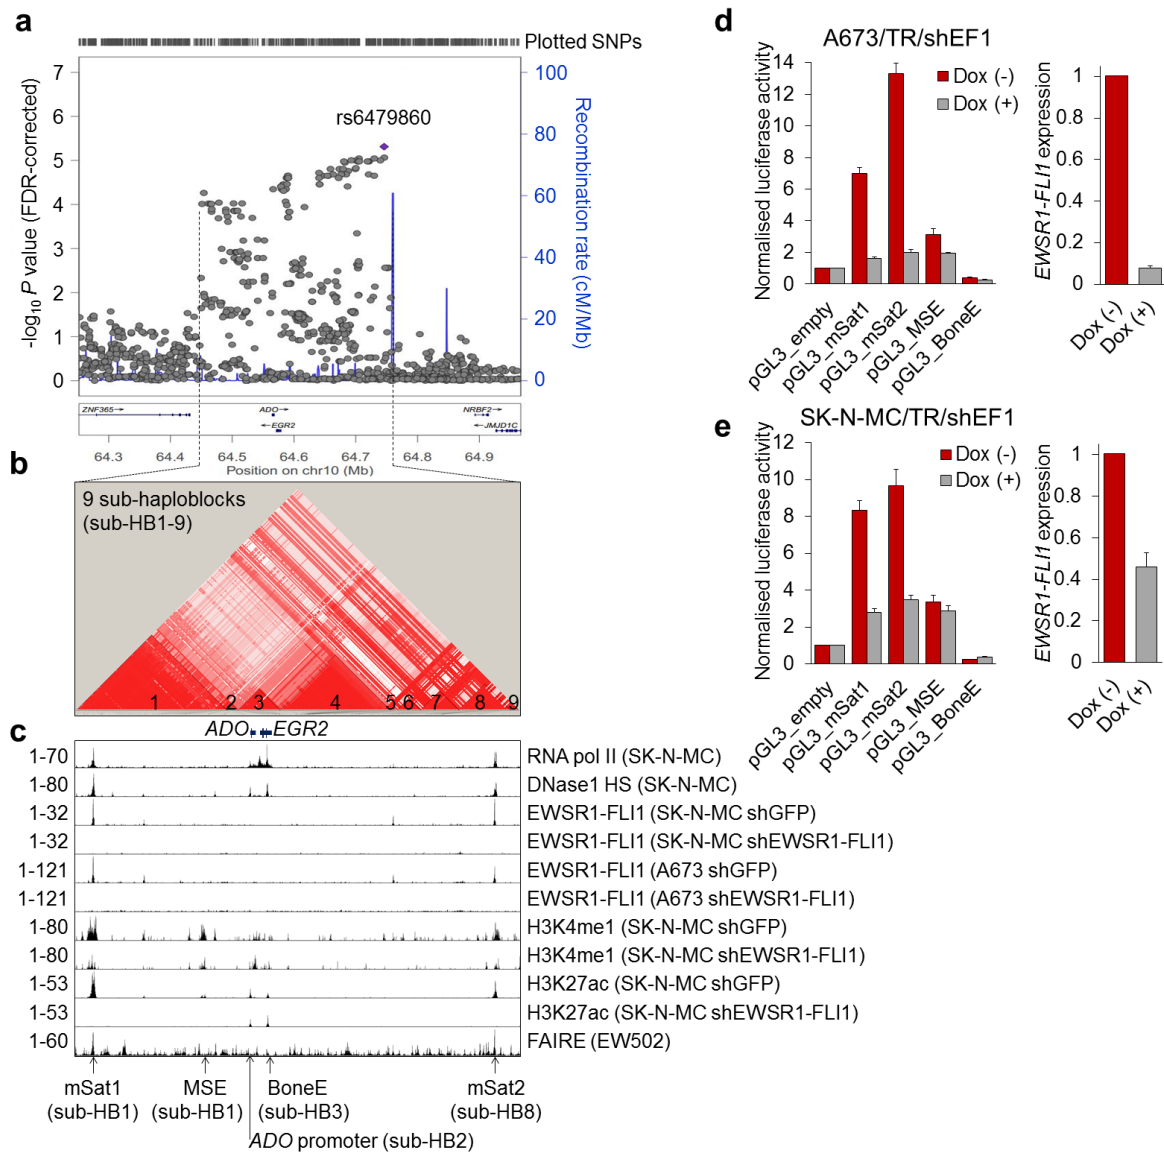 a
Plotted SNPs
7
6
5
4
3
2
1
0
-log10 P value (FDR-corrected)
rs6479860
100
80
60
40
20
0
Recombination rate (cM/Mb)
ZNF365→
ADO→
←EGR2
NRBF2→
←JMJD1C
64.3 64.4 64.5 64.6 64.7 64.8 64.9
Position on chr10 (Mb)
b
9 sub-haploblocks
(sub-HB1-9)
1 2 3 4 5 6 7 8 9
c
ADO EGR2
1-70 RNA pol II (SK-N-MC)
1-80 DNase1 HS (SK-N-MC)
1-32 EWSR1-FLI1 (SK-N-MC shGFP)
1-32 EWSR1-FLI1 (SK-N-MC shEWSR1-FLI1)
1-121 EWSR1-FLI1 (A673 shGFP)
1-121 EWSR1-FLI1 (A673 shEWSR1-FLI1)
1-80 H3K4me1 (SK-N-MC shGFP)
1-80 H3K4me1 (SK-N-MC shEWSR1-FLI1)
1-53 H3K27ac (SK-N-MC shGFP)
1-53 H3K27ac (SK-N-MC shEWSR1-FLI1)
1-60 FAIRE (EW502)
mSat1 MSE BoneE mSat2
(sub-HB1) (sub-HB1) (sub-HB3) (sub-HB8)
ADO promoter (sub-HB2)
d
A673/TR/shEF1
Normalised luciferase activity
14
12
10
8
6
4
2
0
Dox (-)
Dox (+)
pGL3_empty
pGL3_mSat1
pGL3_mSat2
pGL3_MSE
pGL3_BoneE
EWSR1-FLI1 expression
1
0.8
0.6
0.4
0.2
0
Dox (-)
Dox (+)
e
SK-N-MC/TR/shEF1
Normalised luciferase activity
12
10
8
6
4
2
0
Dox (-)
Dox (+)
pGL3_empty
pGL3_mSat1
pGL3_mSat2
pGL3_MSE
pGL3_BoneE
EWSR1-FLI1 expression
1
0.8
0.6
0.4
0.2
0
Dox (-)
Dox (+)